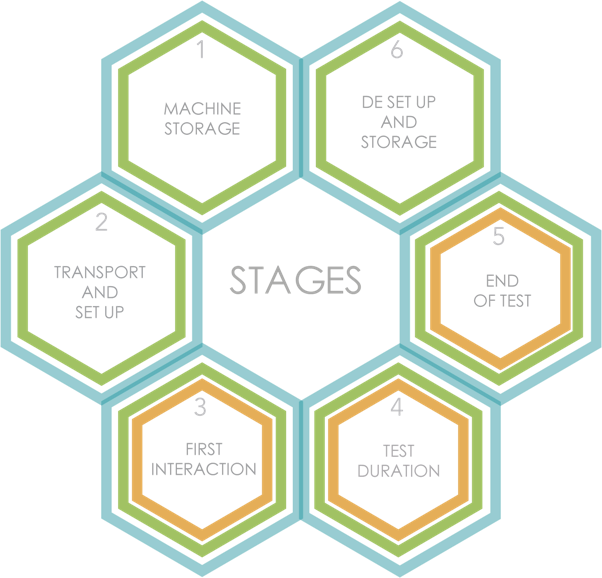 1
MACHINE
STORAGE
6
DE SET UP
AND
STORAGE
2
TRANSPORT
AND
SET UP
STAGES
5
END
OF TEST
3
FIRST
INTERACTION
4
TEST
DURATION